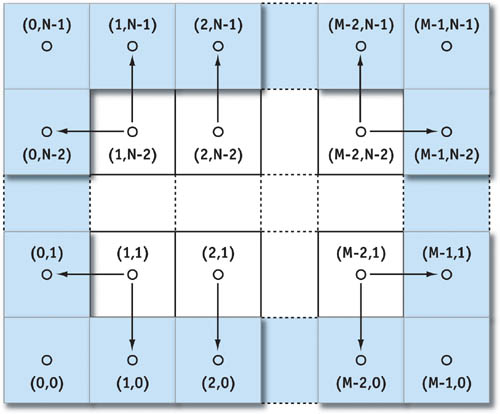 (0,N-1) (1,N-1) (2,N-1) (M-2,N-1) (M-1,N-1)
(0,N-2) (1,N-2) (2,N-2) (M-2,N-2) (M-1,N-2)
(0,1) (1,1) (2,1) (M-2,1) (M-1,1)
(0,0) (1,0) (2,0) (M-2,0) (M-1,0)